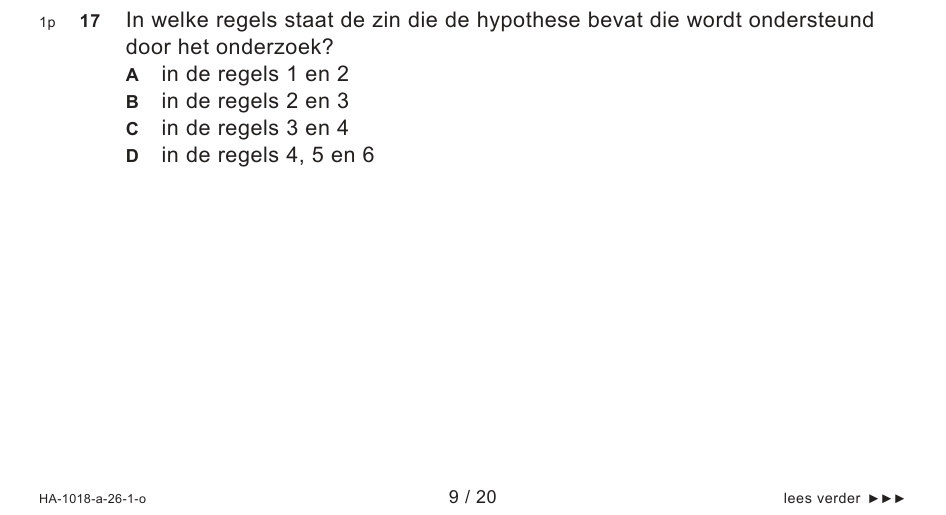 1p 17 In welke regels staat de zin die de hypothese bevat die wordt ondersteund
door het onderzoek?
A in de regels 1 en 2
B in de regels 2 en 3
C in de regels 3 en 4
D in de regels 4, 5 en 6
HA-1018-a-26-1-o 9 / 20 lees verder ►►►